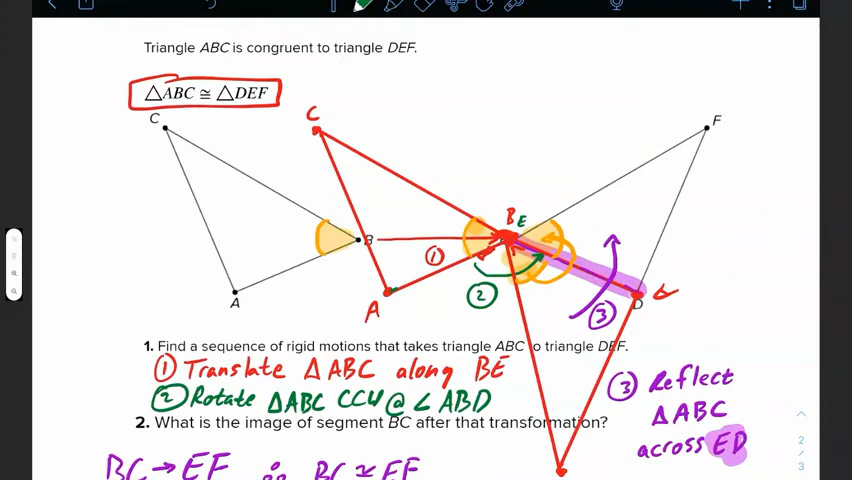 Triangle ABC is congruent to triangle DEF.
△ABC ≅ △DEF
C
C
F
B
B E
①
②
③
A
A
D
1. Find a sequence of rigid motions that takes triangle ABC to triangle DEF.
① Translate △ABC along BE
② Rotate △ABC CCW @ ∠ABD
③ Reflect
△ABC
across ED
2. What is the image of segment BC after that transformation?
BC → EF ∴ BC ≅ EF
2
/
3